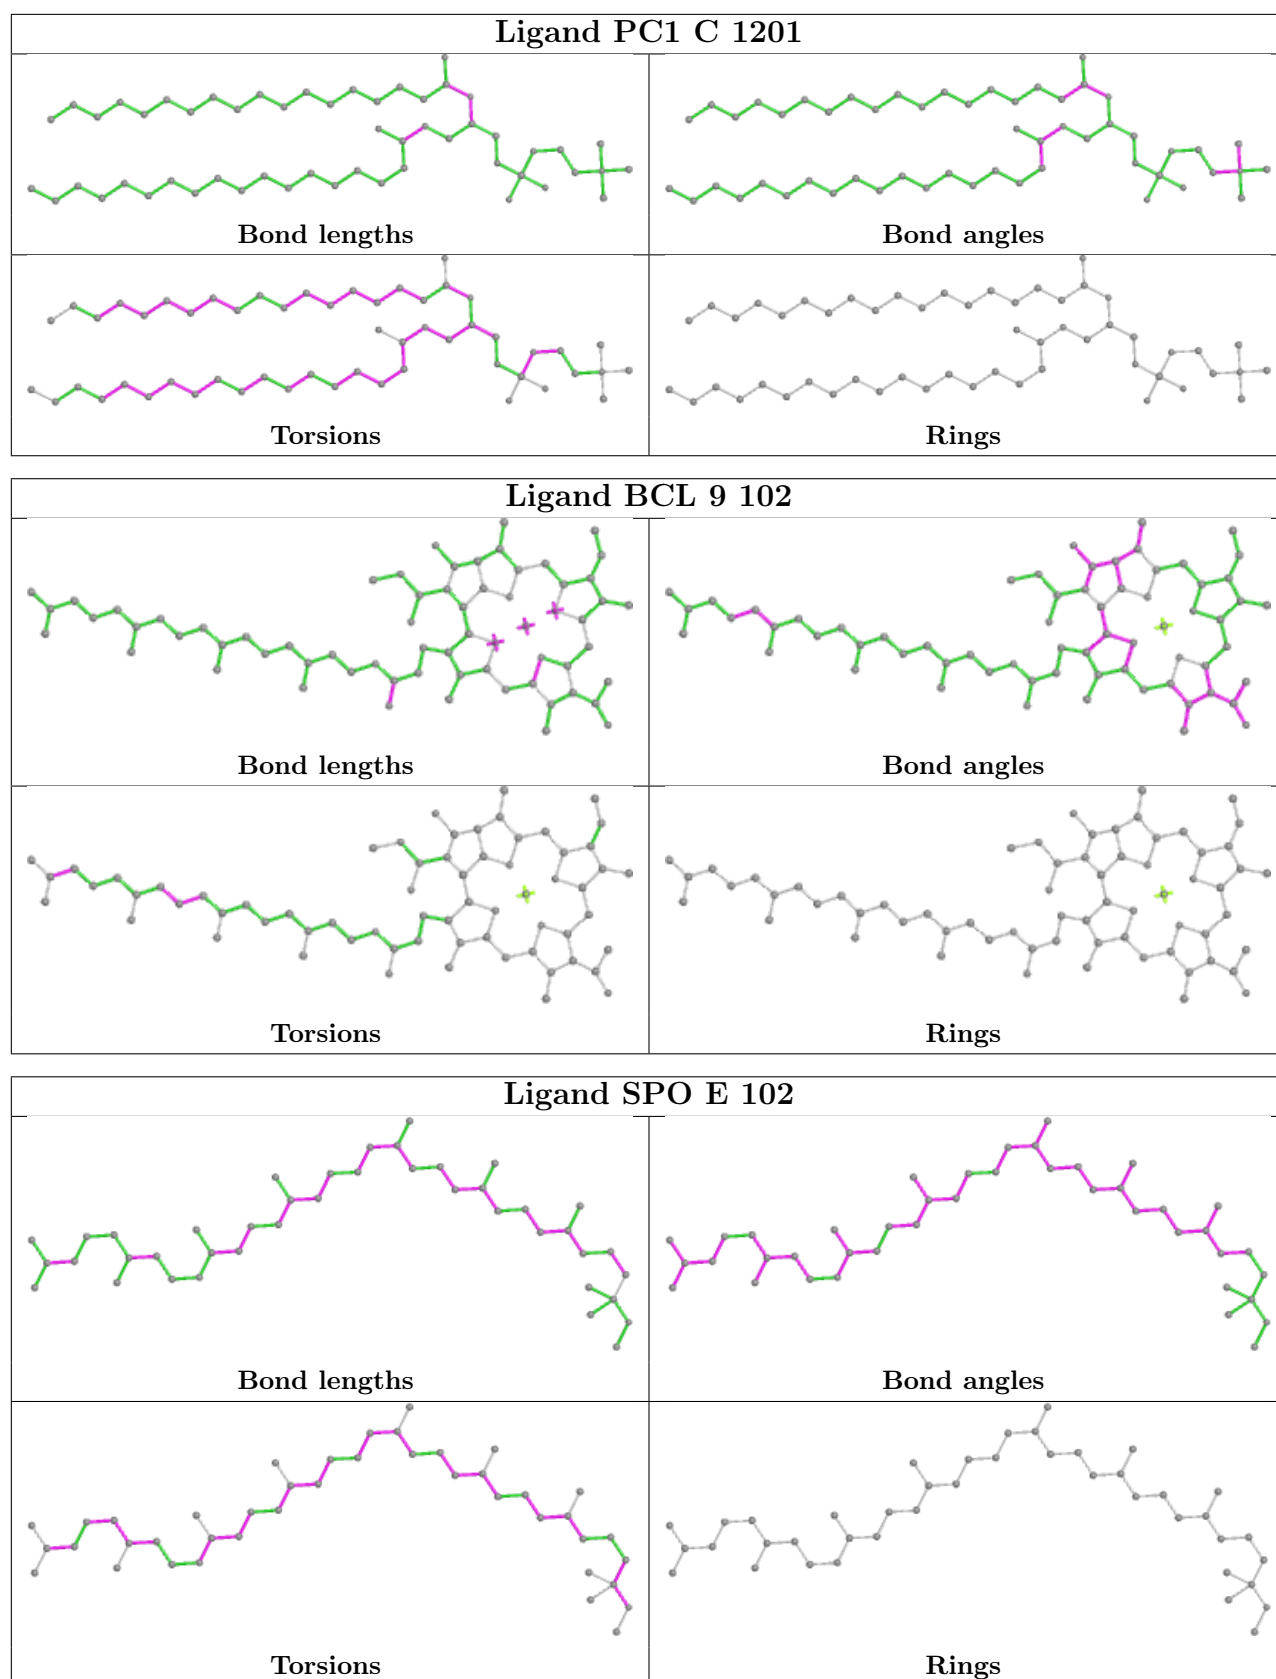 Ligand PC1 C 1201
Bond lengths
Bond angles
Torsions
Rings
Ligand BCL 9 102
Bond lengths
Bond angles
Torsions
Rings
Ligand SPO E 102
Bond lengths
Bond angles
Torsions
Rings